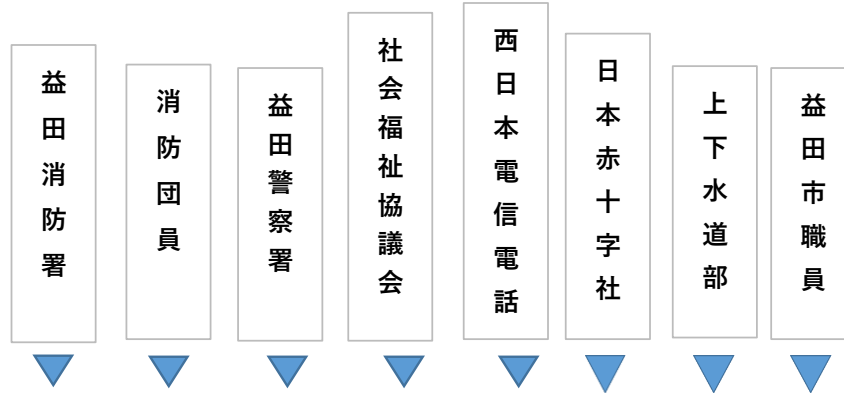 益田消防署
消防団員
益田警察署
社会福祉協議会
西日本電信電話
日本赤十字社
上下水道部
益田市職員